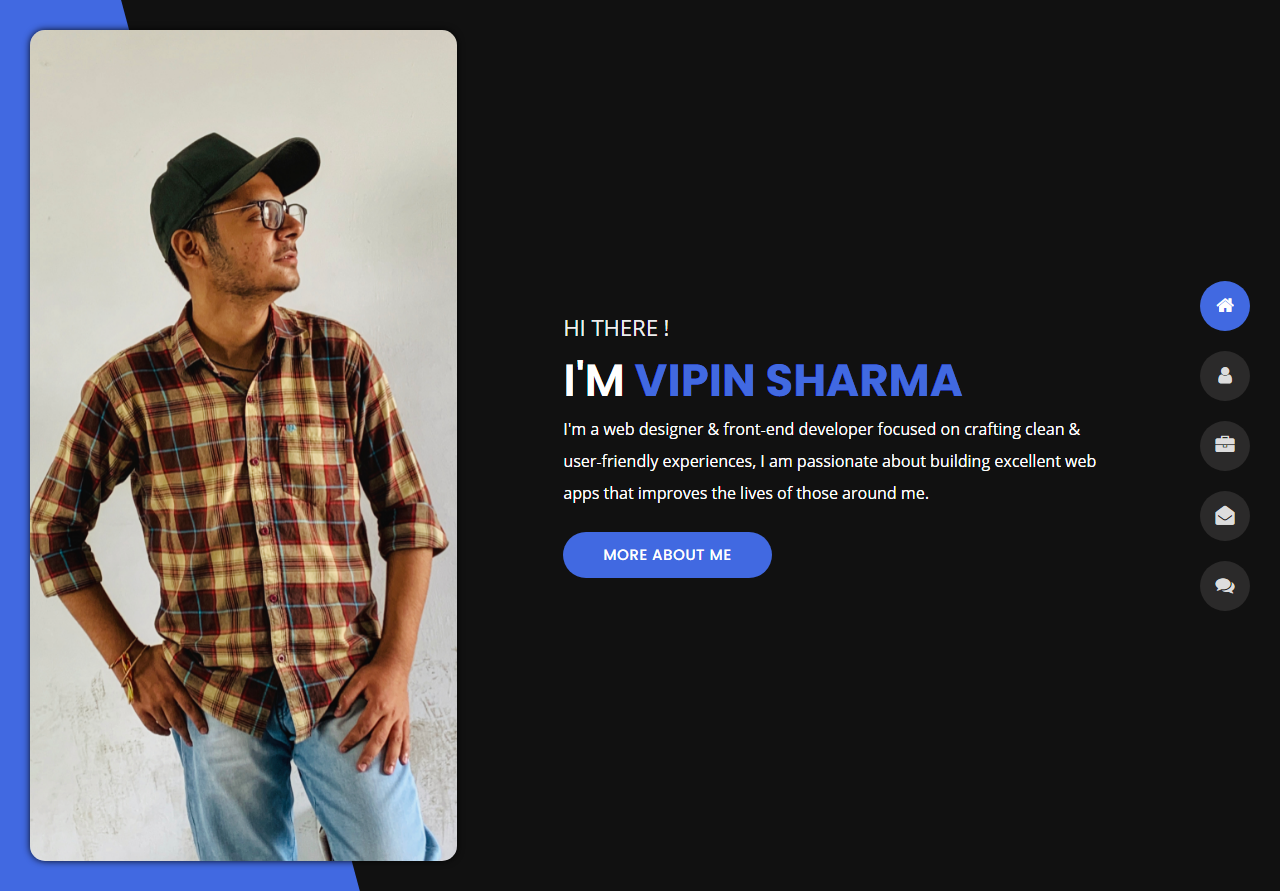 HI THERE !
I'M VIPIN SHARMA
I'm a web designer & front-end developer focused on crafting clean &
user-friendly experiences, I am passionate about building excellent web
apps that improves the lives of those around me.
MORE ABOUT ME